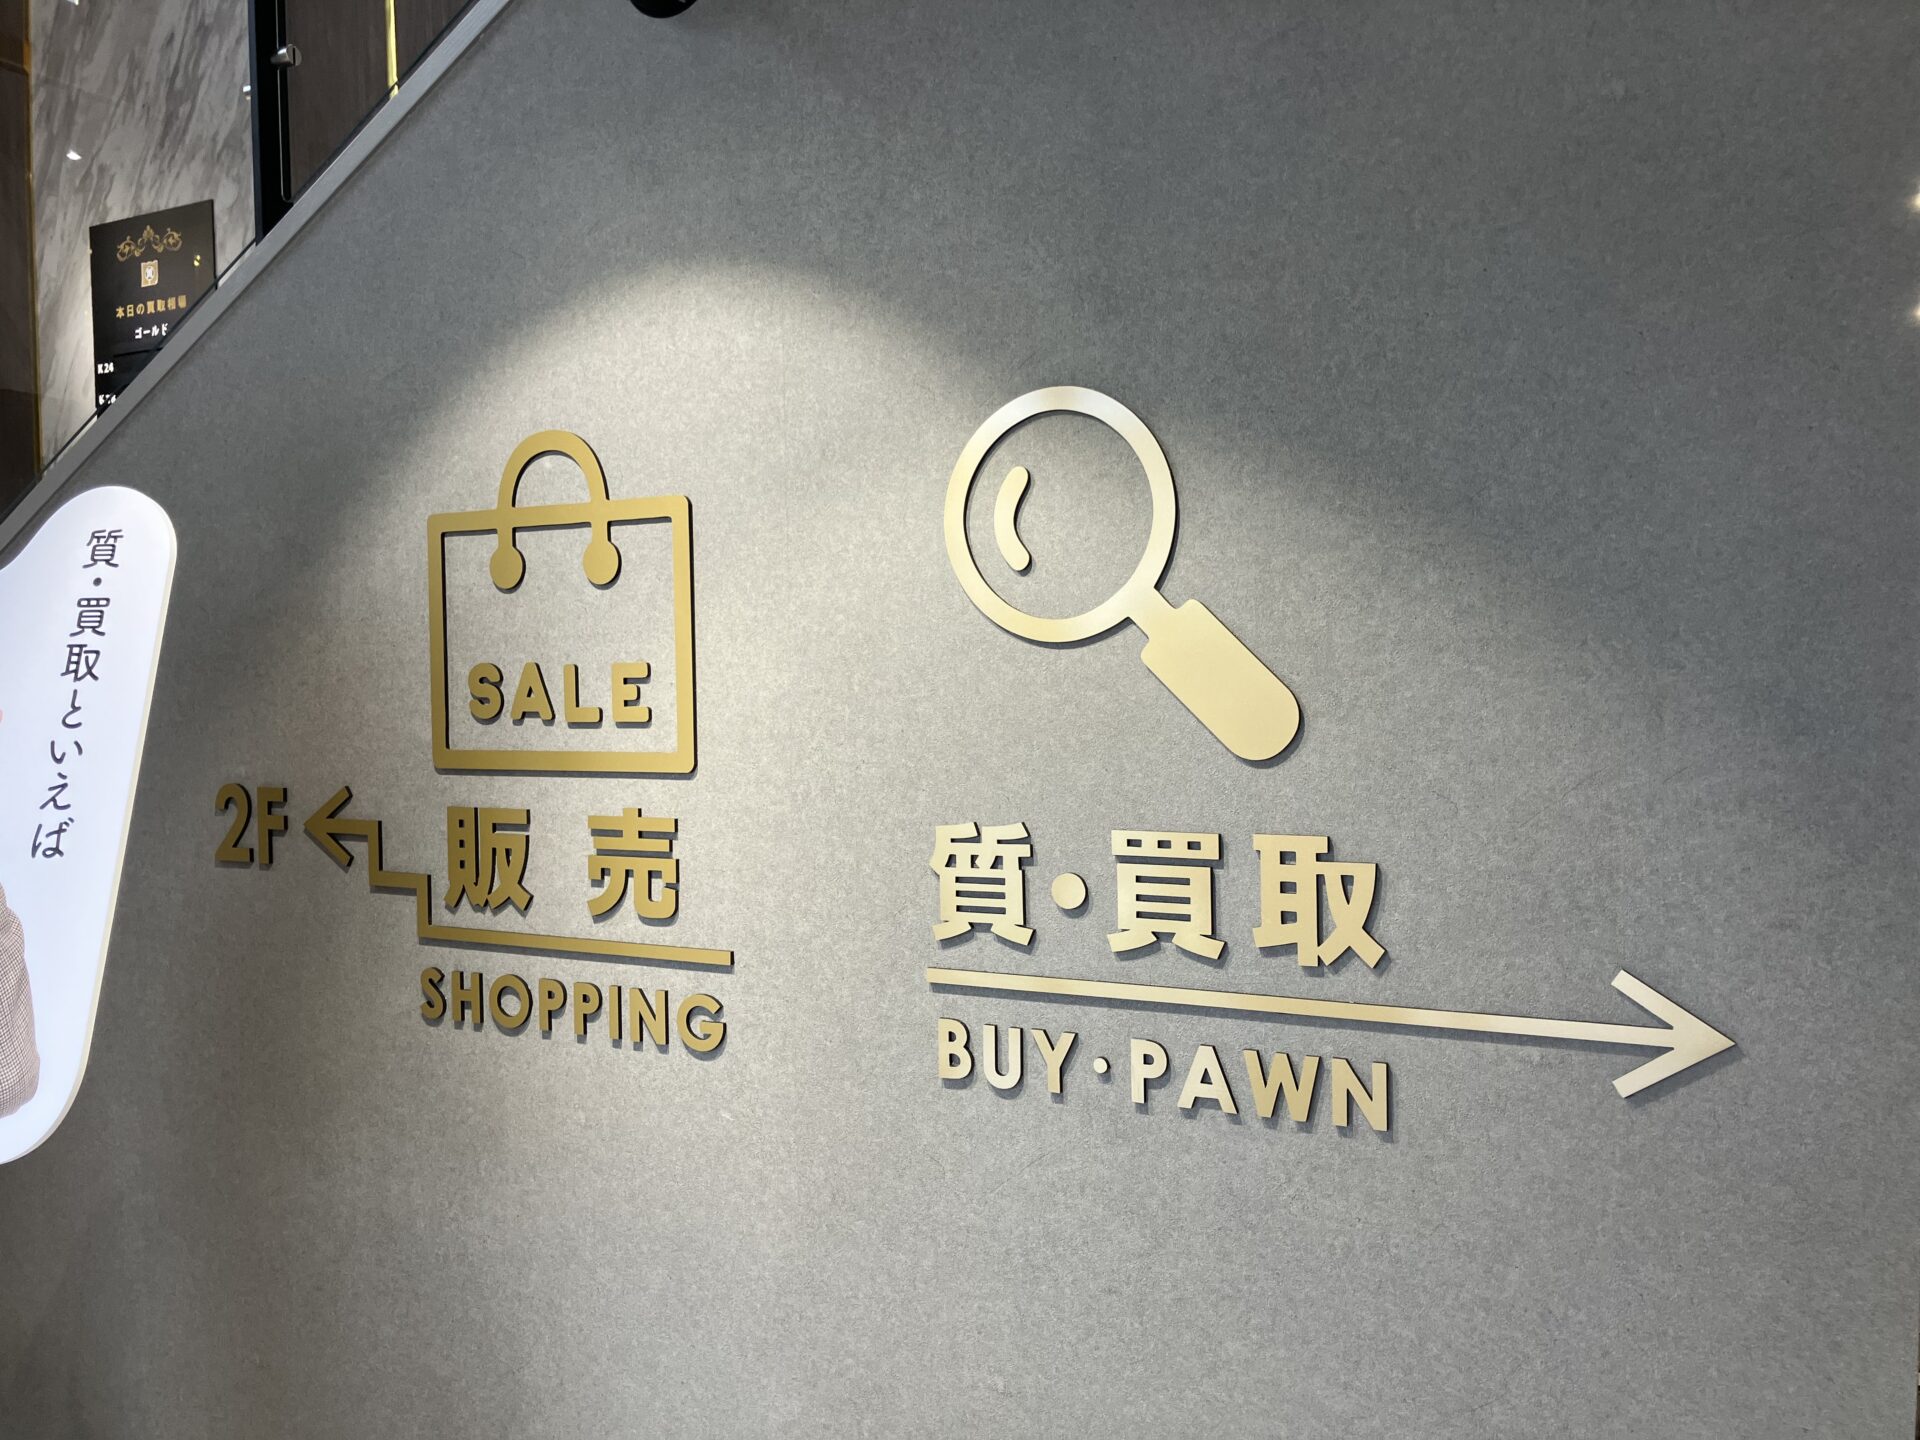 本日の買取相場
ゴールド
K24
質・買取といえば
SALE
2F
販売
SHOPPING
質・買取
BUY・PAWN